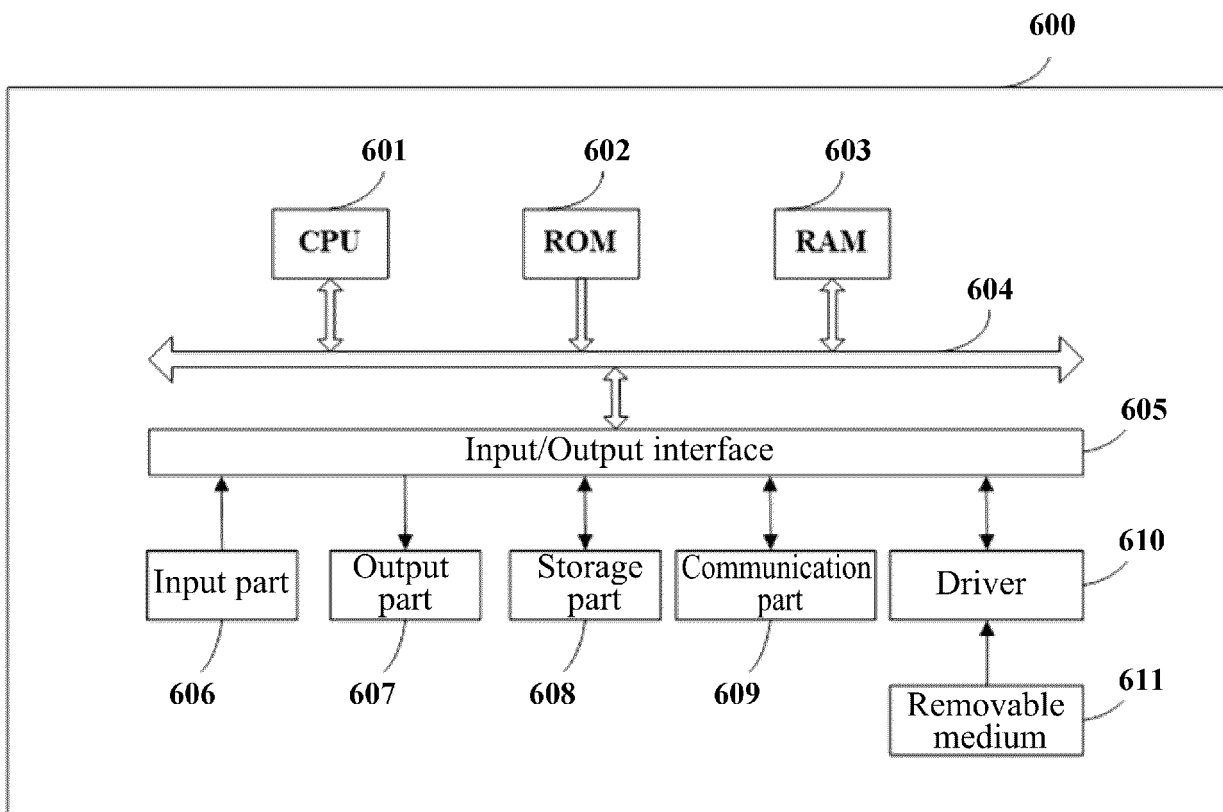 600
601
602
603
CPU
ROM
RAM
604
605
Input/Output interface
Input part
Output
part
Storage
part
Communication
part
Driver
610
606
607
608
609
Removable
medium
611